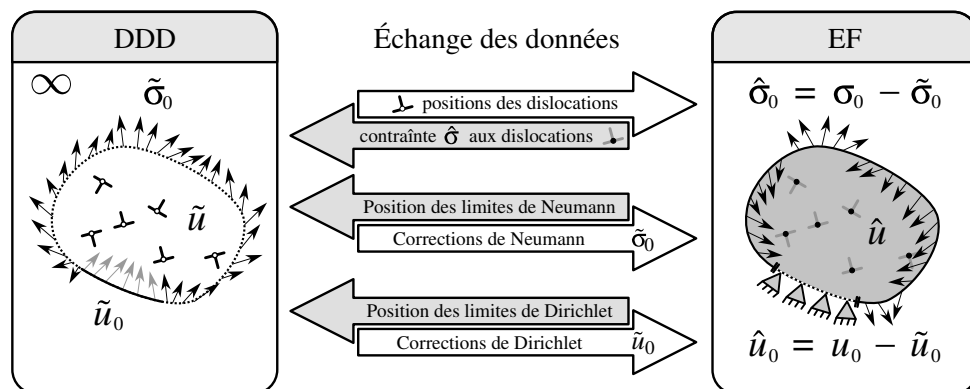 DDD
Échange des données
EF
∞
σ̃₀
σ̂₀ = σ₀ − σ̃₀
positions des dislocations
contraînte σ̂ aux dislocations
Position des limites de Neumann
Corrections de Neumann σ̃₀
Position des limites de Dirichlet
Corrections de Dirichlet ũ₀
ũ
ũ₀
û
û₀ = u₀ − ũ₀